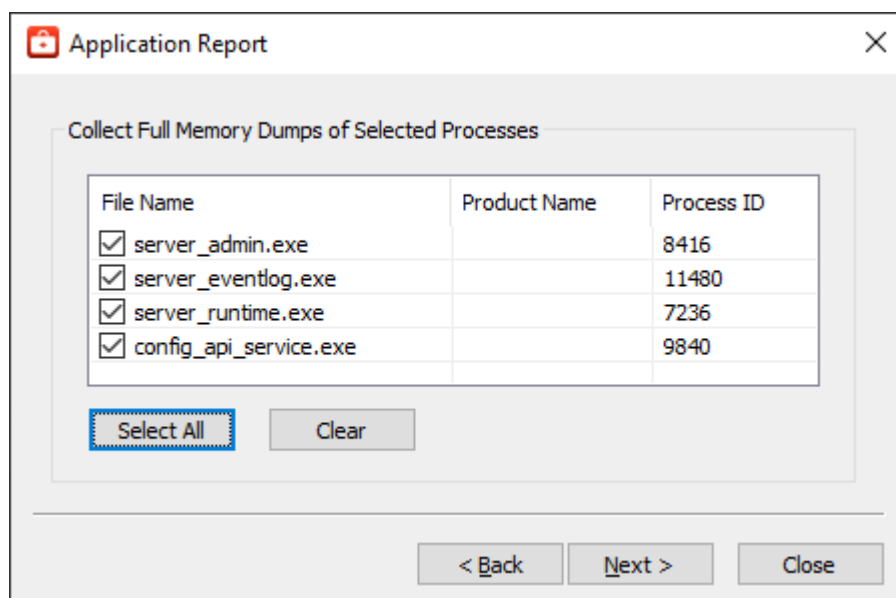 Application Report
Collect Full Memory Dumps of Selected Processes
File Name Product Name Process ID
server_admin.exe 8416
server_eventlog.exe 11480
server_runtime.exe 7236
config_api_service.exe 9840
Select All Clear
< Back Next > Close